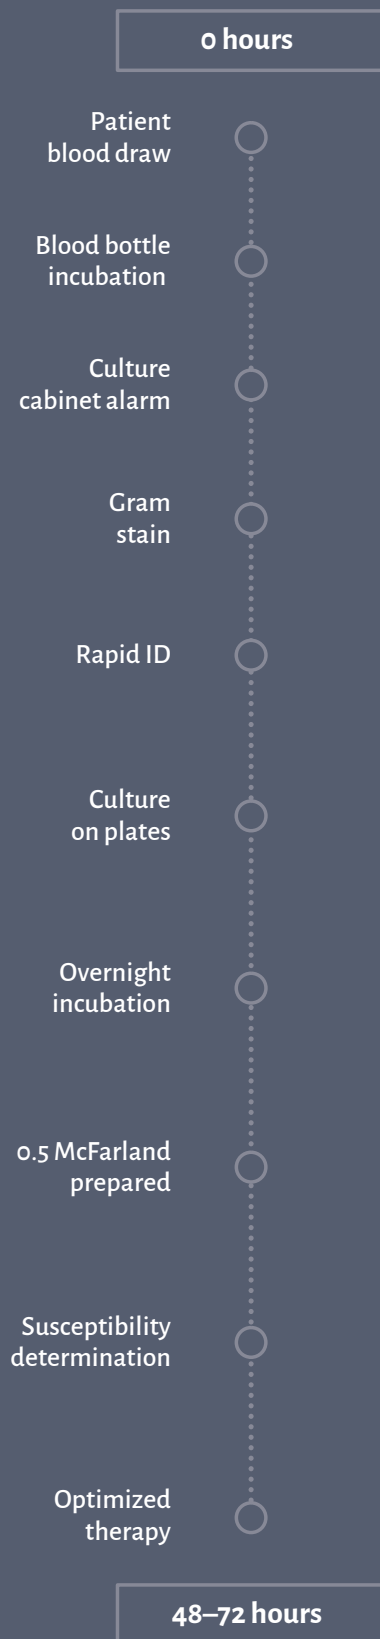 0 hours
Patient
blood draw
Blood bottle
incubation
Culture
cabinet alarm
Gram
stain
Rapid ID
Culture
on plates
Overnight
incubation
0.5 McFarland
prepared
Susceptibility
determination
Optimized
therapy
48–72 hours